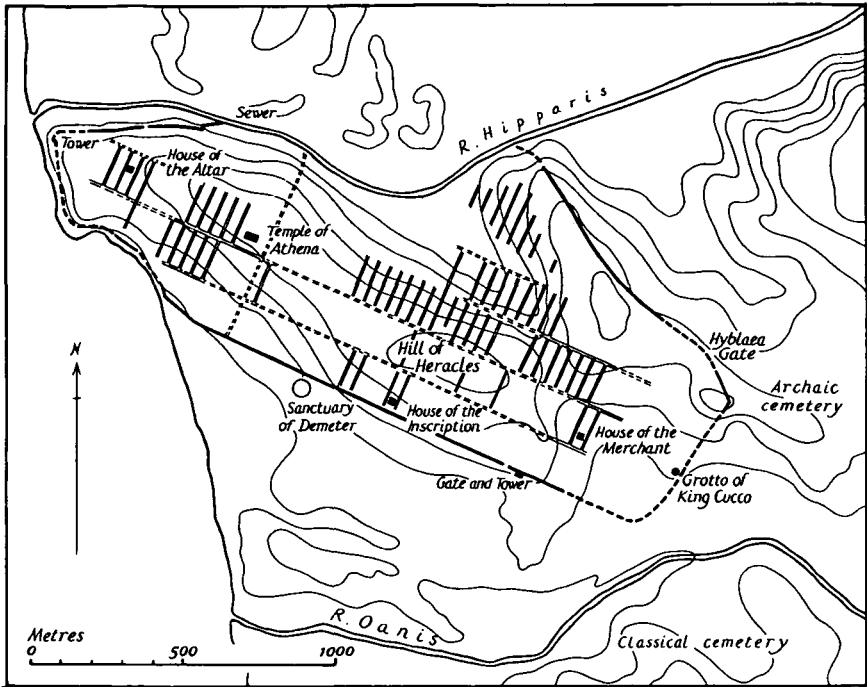 Sewer
R. Hipparis
Tower
House of
the Altar
Temple of
Athena
Hill of
Heracles
Hyblaea
Gate
Archaic
cemetery
N
Sanctuary
of Demeter
House of the
Inscription
House of the
Merchant
Gate and Tower
Grotto of
King Cucco
R. Oanis
Classical cemetery
Metres
0 500 1000